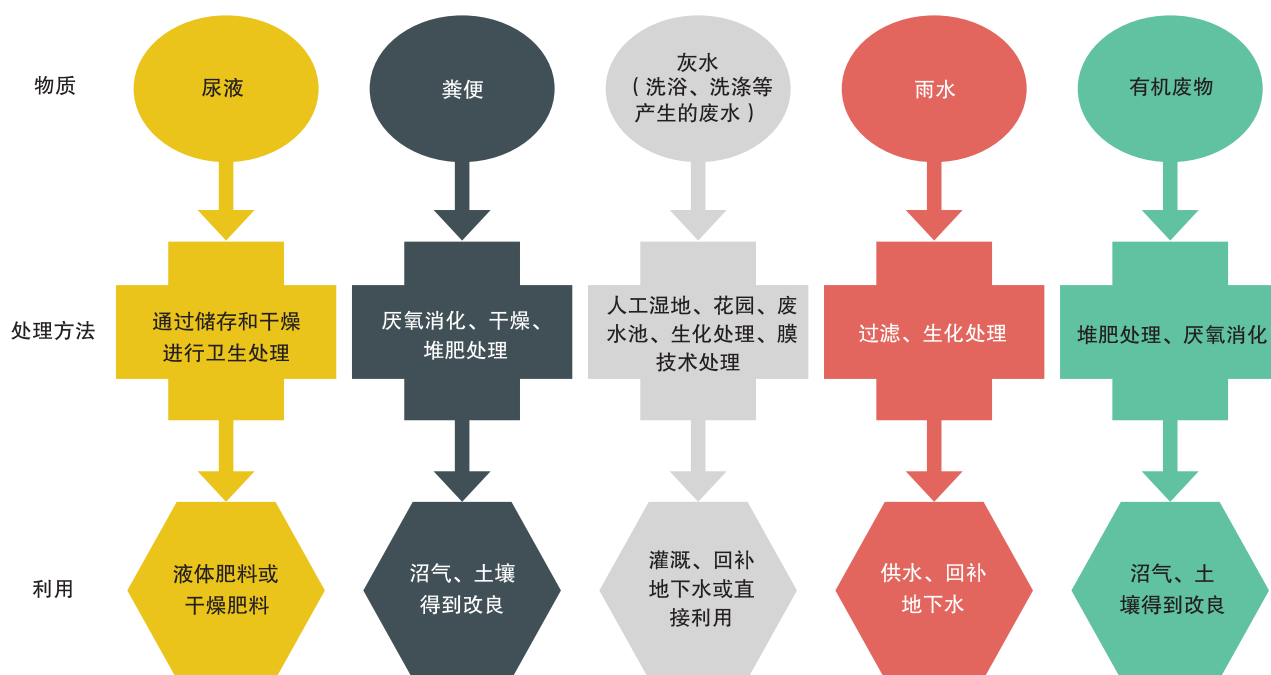 物质
尿液
粪便
灰水
（洗浴、洗涤等
产生的废水）
雨水
有机废物
处理方法
通过储存和干燥
进行卫生处理
厌氧消化、干燥、
堆肥处理
人工湿地、花园、废
水池、生化处理、膜
技术处理
过滤、生化处理
堆肥处理、厌氧消化
利用
液体肥料或
干燥肥料
沼气、土壤
得到改良
灌溉、回补
地下水或直
接利用
供水、回补
地下水
沼气、土
壤得到改良